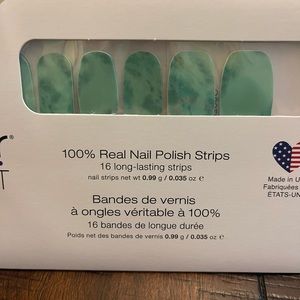 100% Real Nail Polish Strips
16 long-lasting strips
nail strips net wt 0.99 g / 0.035 oz e
Made in U
Fabriquées
ÉTATS-UN
Bandes de vernis
à ongles véritable à 100%
16 bandes de longue durée
Poids net des bandes de vernis 0.99 g / 0.035 oz e